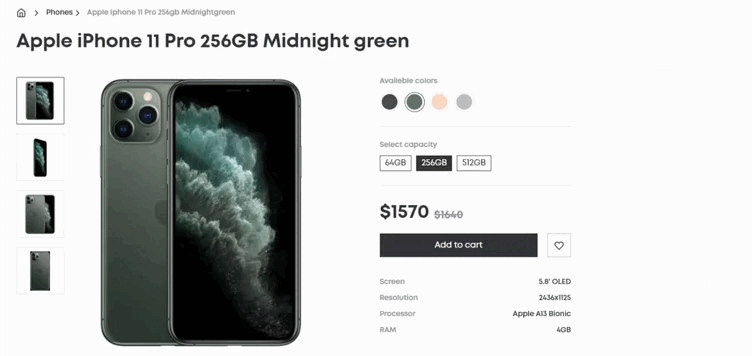 Phones
Apple Iphone 11 Pro 256gb Midnightgreen
Apple iPhone 11 Pro 256GB Midnight green
Available colors
Select capacity
64GB 256GB 512GB
$1570 $1640
Add to cart
Screen 5.8' OLED
Resolution 2436x1125
Processor Apple A13 Bionic
RAM 4GB